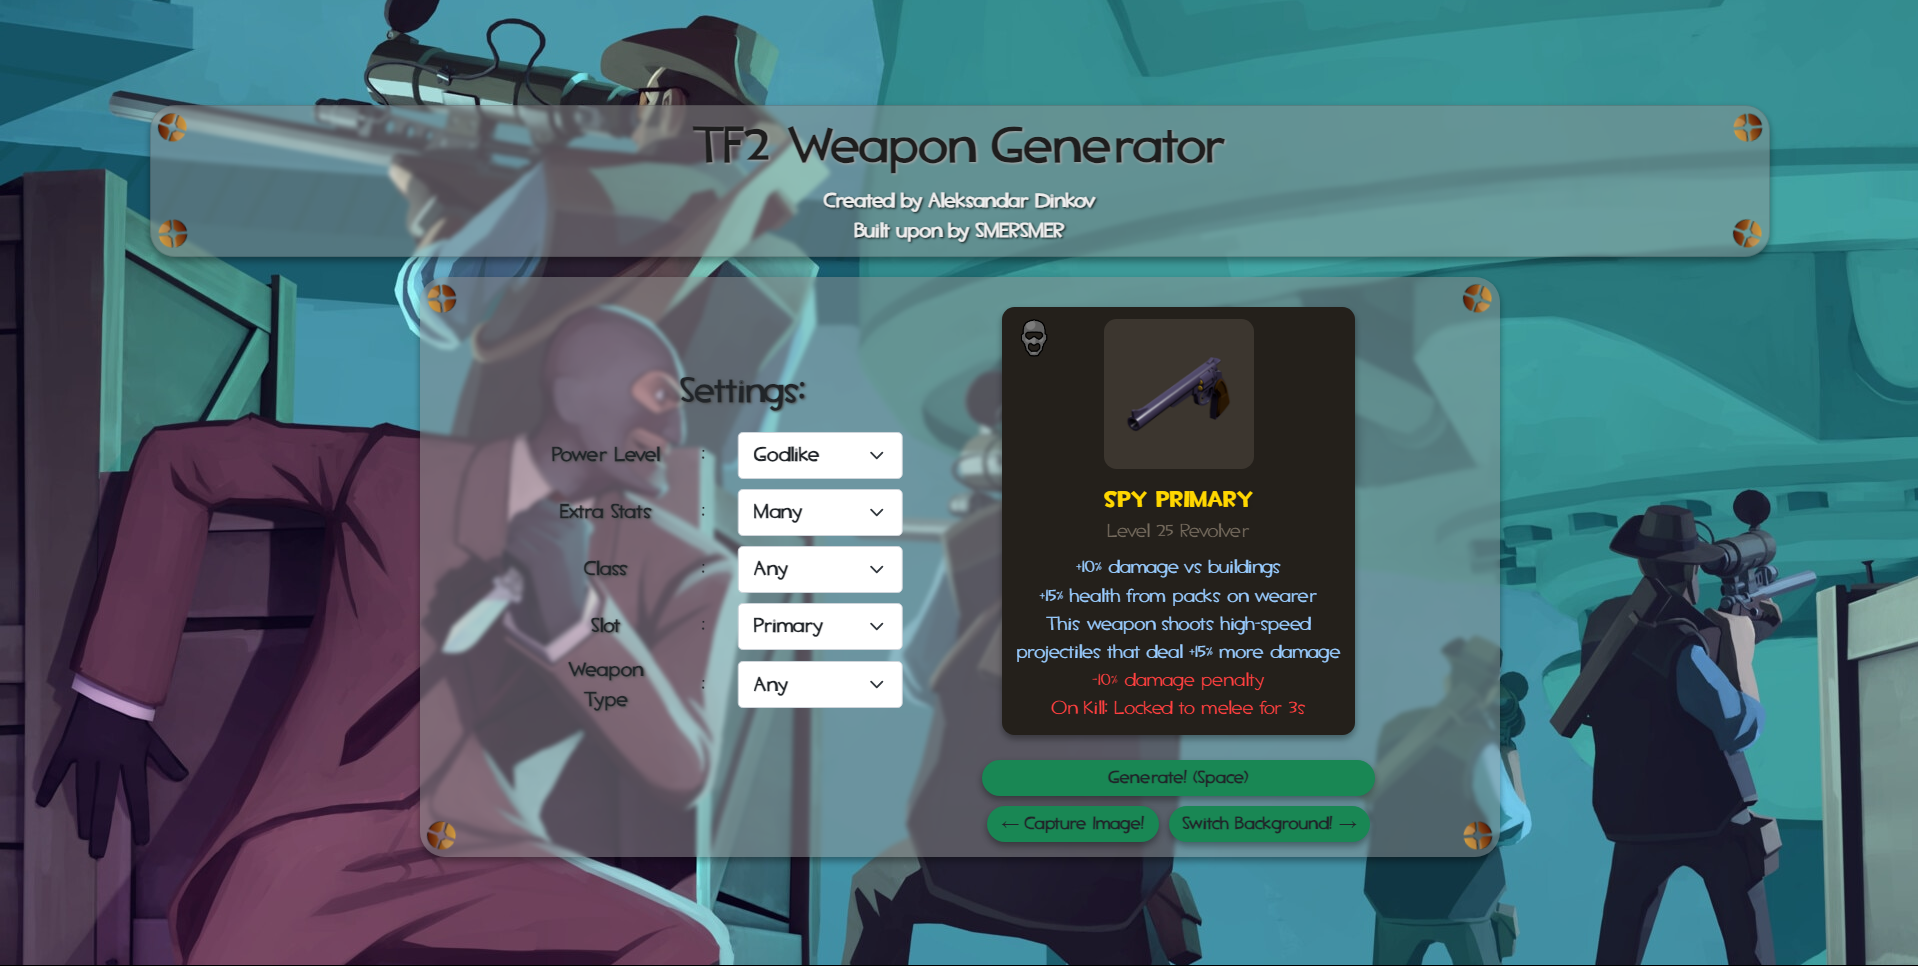 TF2 Weapon Generator
Created by Aleksandar Dinkov
Built upon by SMERSMER
Settings:
Power Level : Godlike
Extra Stats : Many
Class : Any
Slot : Primary
Weapon
Type : Any
SPY PRIMARY
Level 25 Revolver
+10% damage vs buildings
+15% health from packs on wearer
This weapon shoots high-speed
projectiles that deal +15% more damage
-10% damage penalty
On Kill: Locked to melee for 3s
Generate! (Space)
← Capture Image!
Switch Background! →